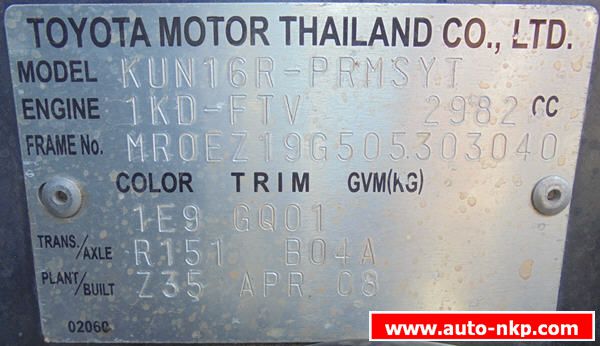 TOYOTA MOTOR THAILAND CO., LTD.
MODEL KUN16R-PRMSYT
ENGINE 1KD-FTV 2982 CC
FRAME No. MR0EZ19G505303040
COLOR TRIM GVM(KG)
1E9 GQ01
TRANS./AXLE R151 B04A
PLANT/BUILT Z35 APR 08
02060
www.auto-nkp.com